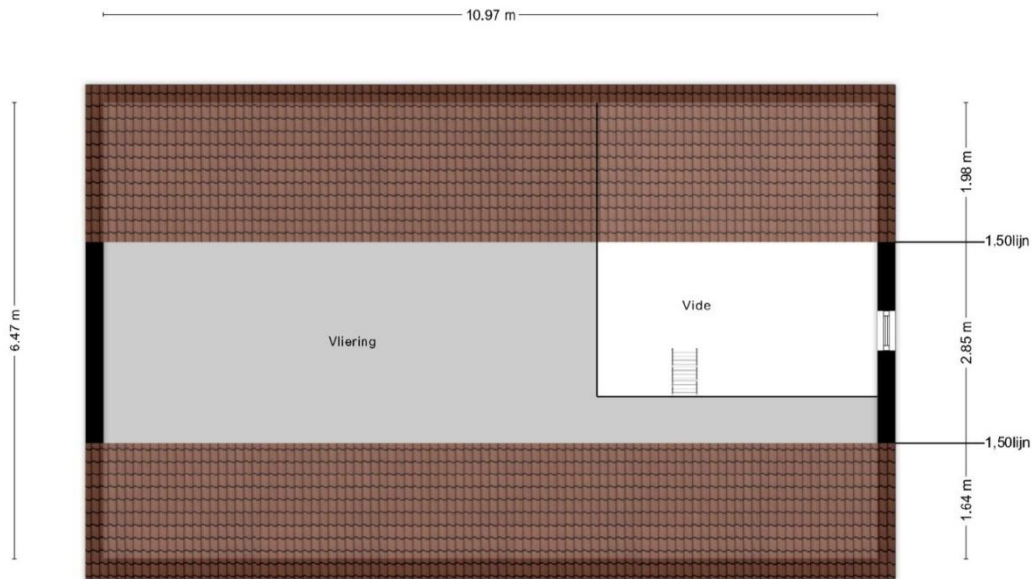 10.97 m
1.98 m
1,50lijn
Vide
6.47 m
Vliering
2.85 m
1,50lijn
1.64 m